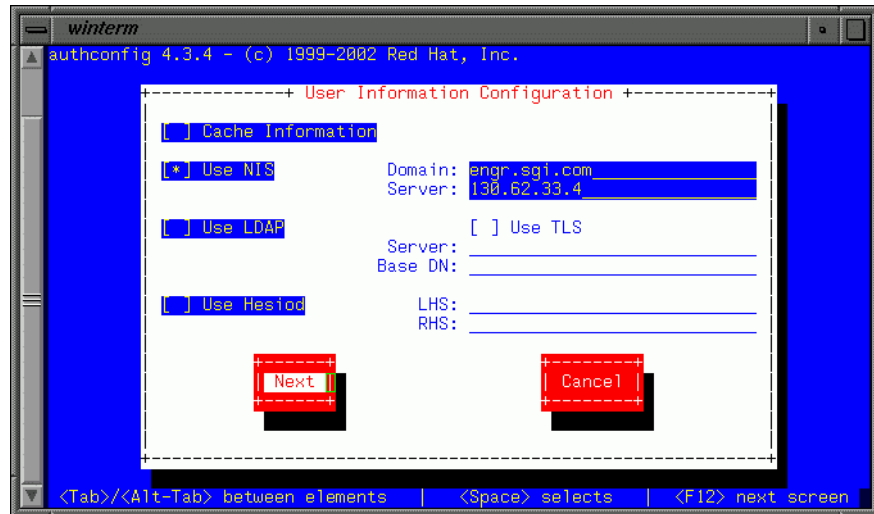 winterm
authconfig 4.3.4 - (c) 1999-2002 Red Hat, Inc.
User Information Configuration
[ ] Cache Information
[*] Use NIS Domain: engr.sgi.com
Server: 130.62.33.4
[ ] Use LDAP [ ] Use TLS
Server:
Base DN:
[ ] Use Hesiod LHS:
RHS:
Next Cancel
<Tab>/<Alt-Tab> between elements | <Space> selects | <F12> next screen